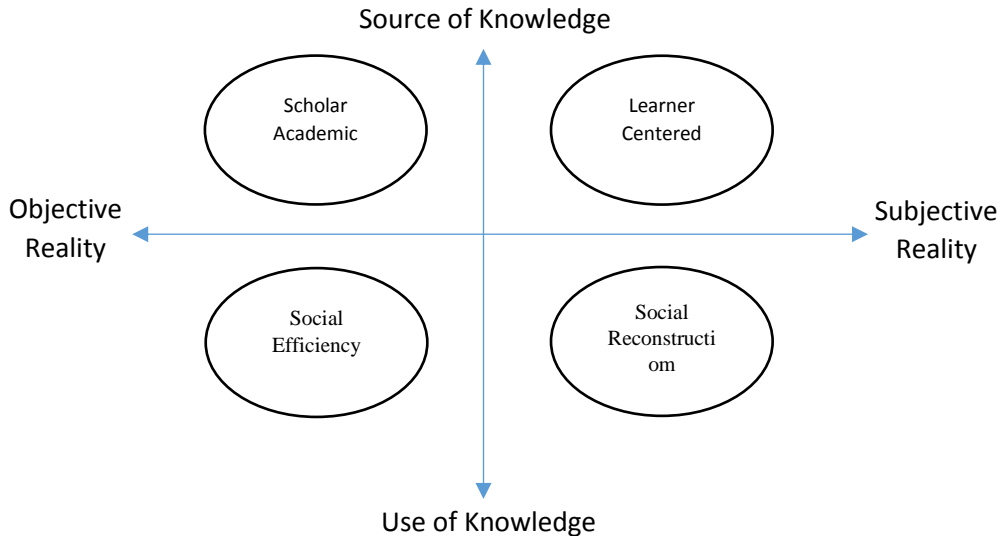 Source of Knowledge
Scholar
Academic
Learner
Centered
Objective
Reality
Subjective
Reality
Social
Efficiency
Social
Reconstructi
om
Use of Knowledge